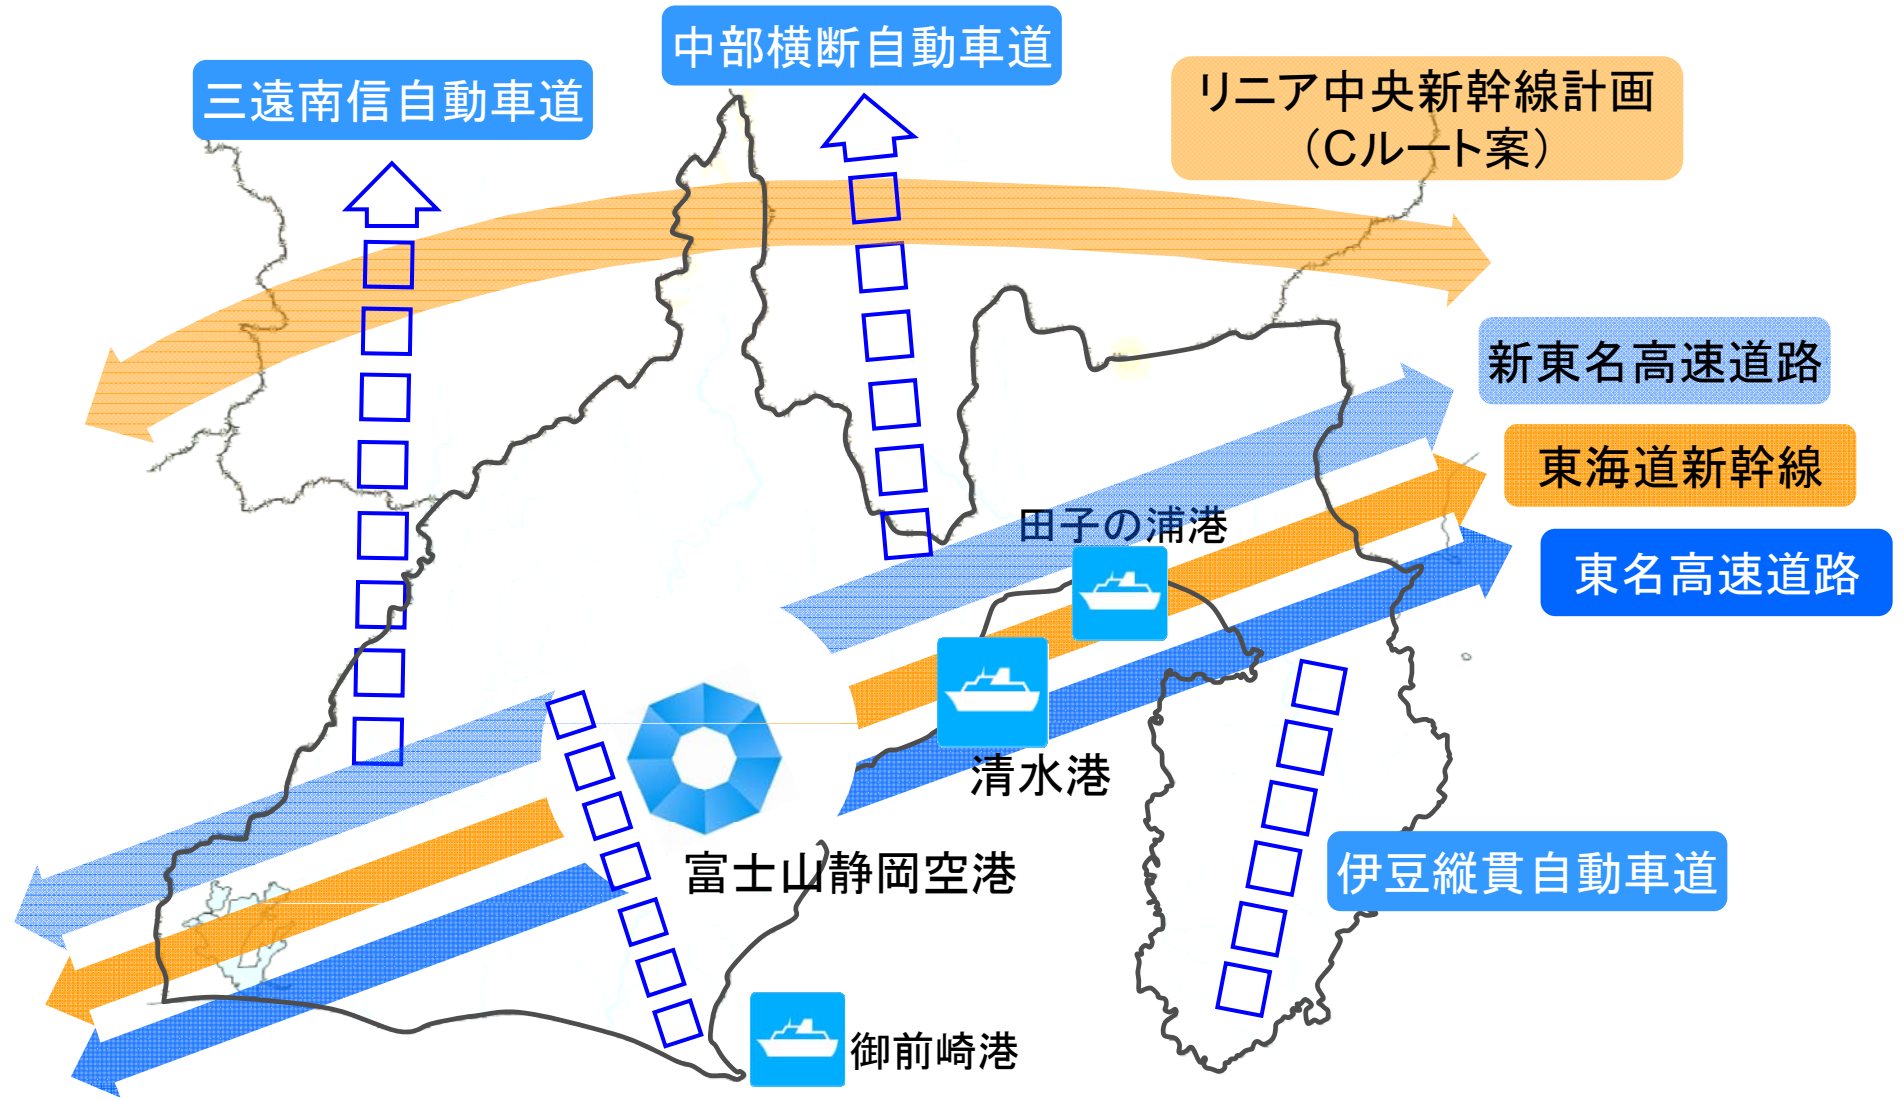 中部横断自動車道
三遠南信自動車道
リニア中央新幹線計画
（Cルート案）
新東名高速道路
東海道新幹線
田子の浦港
東名高速道路
清水港
富士山静岡空港
伊豆縦貫自動車道
御前崎港